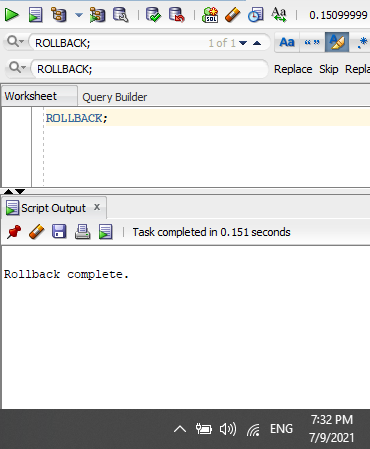 0.15099999
ROLLBACK;
1 of 1
Aa
“”
.*
ROLLBACK;
Replace Skip
Worksheet
Query Builder
ROLLBACK;
Script Output x
Task completed in 0.151 seconds
Rollback complete.
7:32 PM
ENG
7/9/2021